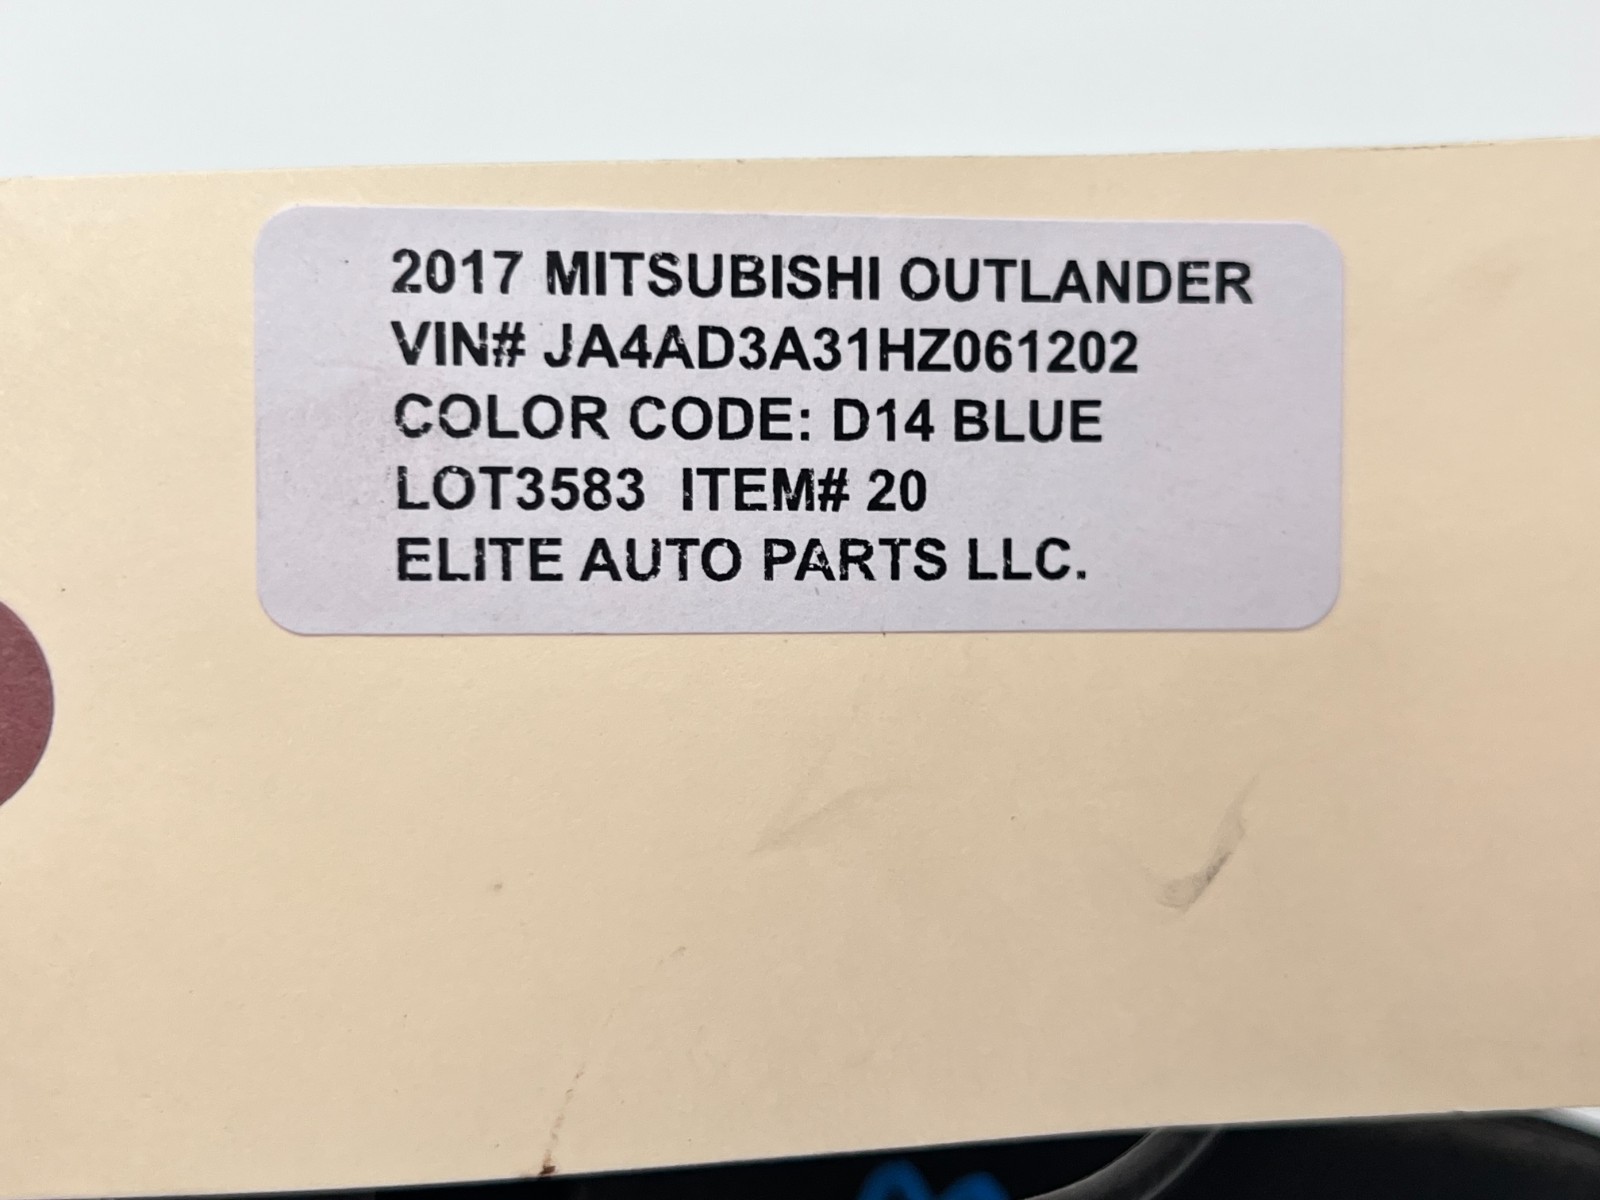 2017 MITSUBISHI OUTLANDER
VIN# JA4AD3A31HZ061202
COLOR CODE: D14 BLUE
LOT3583 ITEM# 20
ELITE AUTO PARTS LLC.